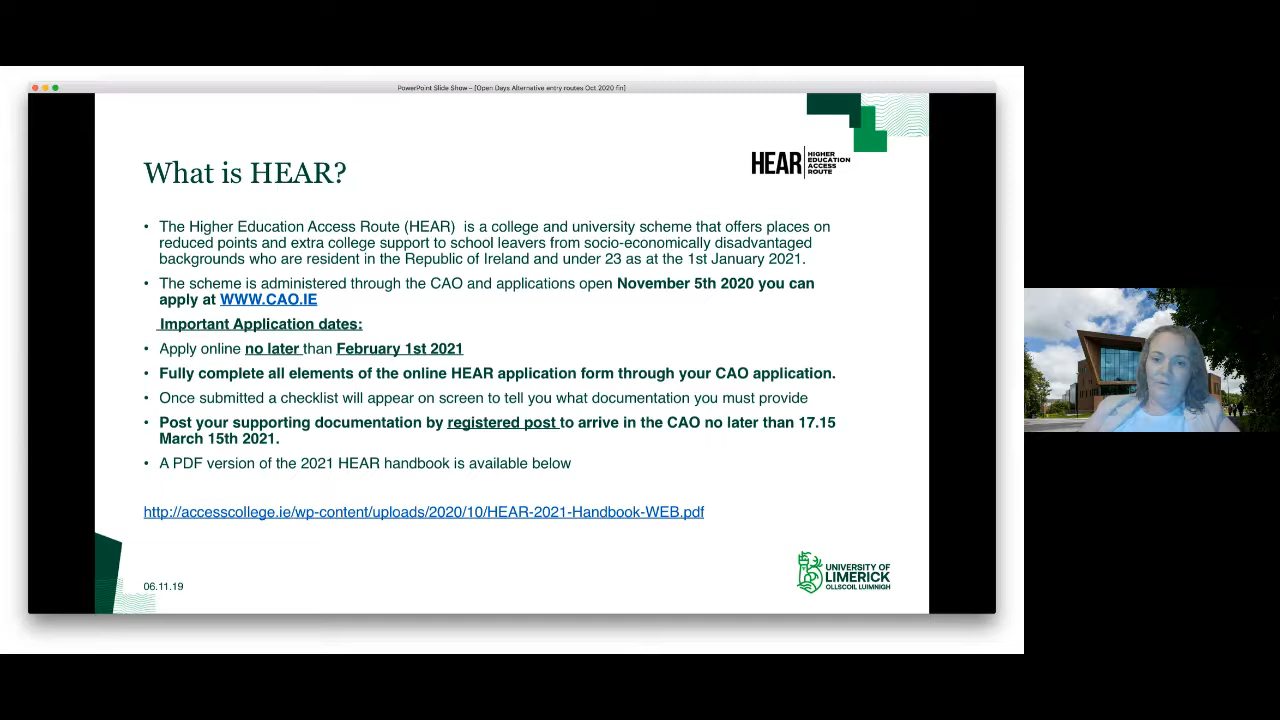 PowerPoint Slide Show – [Open Days Alternative entry routes Oct 2020 fin]
HEAR HIGHER
EDUCATION
ACCESS
ROUTE
What is HEAR?
• The Higher Education Access Route (HEAR)  is a college and university scheme that offers places on
reduced points and extra college support to school leavers from socio-economically disadvantaged
backgrounds who are resident in the Republic of Ireland and under 23 as at the 1st January 2021.
• The scheme is administered through the CAO and applications open November 5th 2020 you can
apply at WWW.CAO.IE
Important Application dates:
• Apply online no later than February 1st 2021
• Fully complete all elements of the online HEAR application form through your CAO application.
• Once submitted a checklist will appear on screen to tell you what documentation you must provide
• Post your supporting documentation by registered post to arrive in the CAO no later than 17.15
March 15th 2021.
• A PDF version of the 2021 HEAR handbook is available below
http://accesscollege.ie/wp-content/uploads/2020/10/HEAR-2021-Handbook-WEB.pdf
06.11.19
UNIVERSITY OF
LIMERICK
OLLSCOIL LUIMNIGH